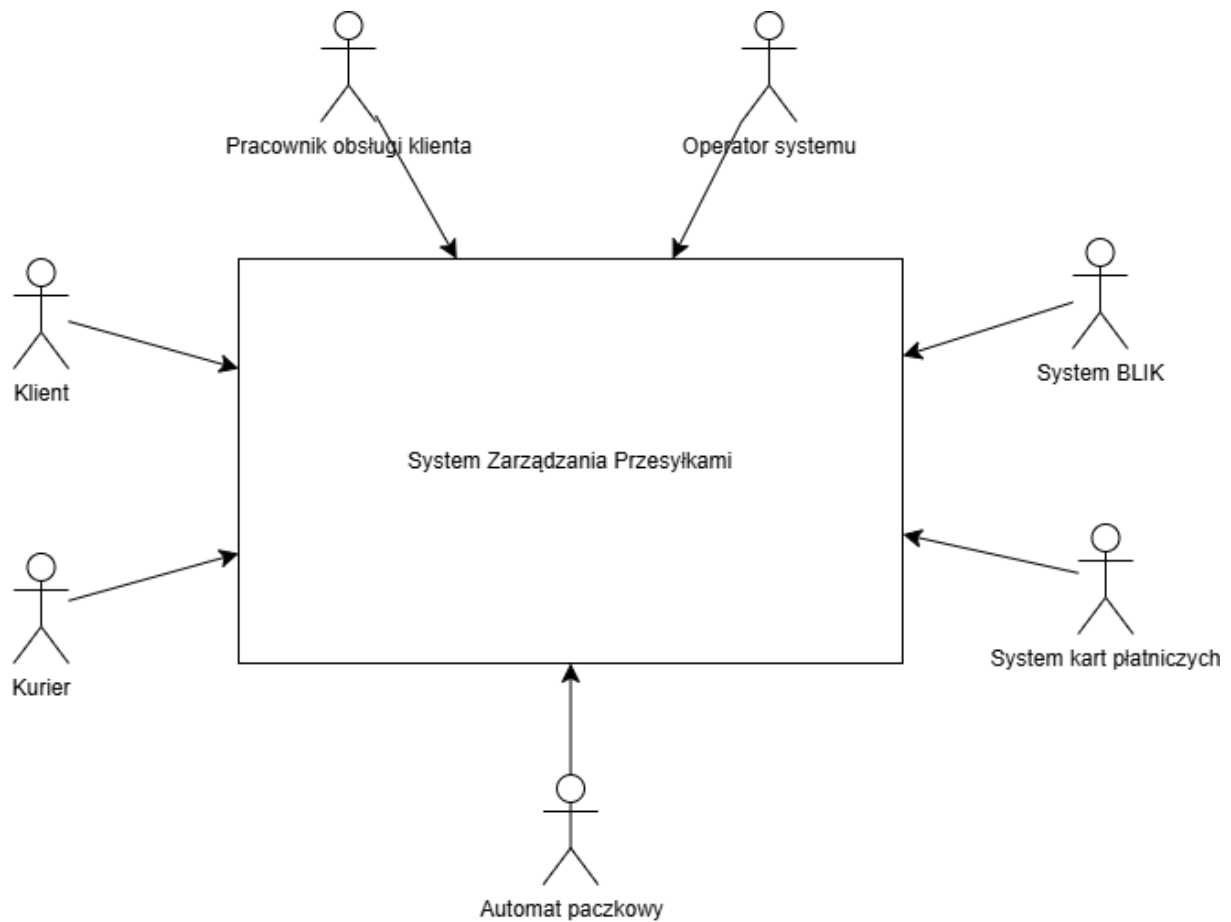 Pracownik obsługi klienta
Operator systemu
Klient
System BLIK
System Zarządzania Przesyłkami
Kurier
System kart płatniczych
Automat paczkowy